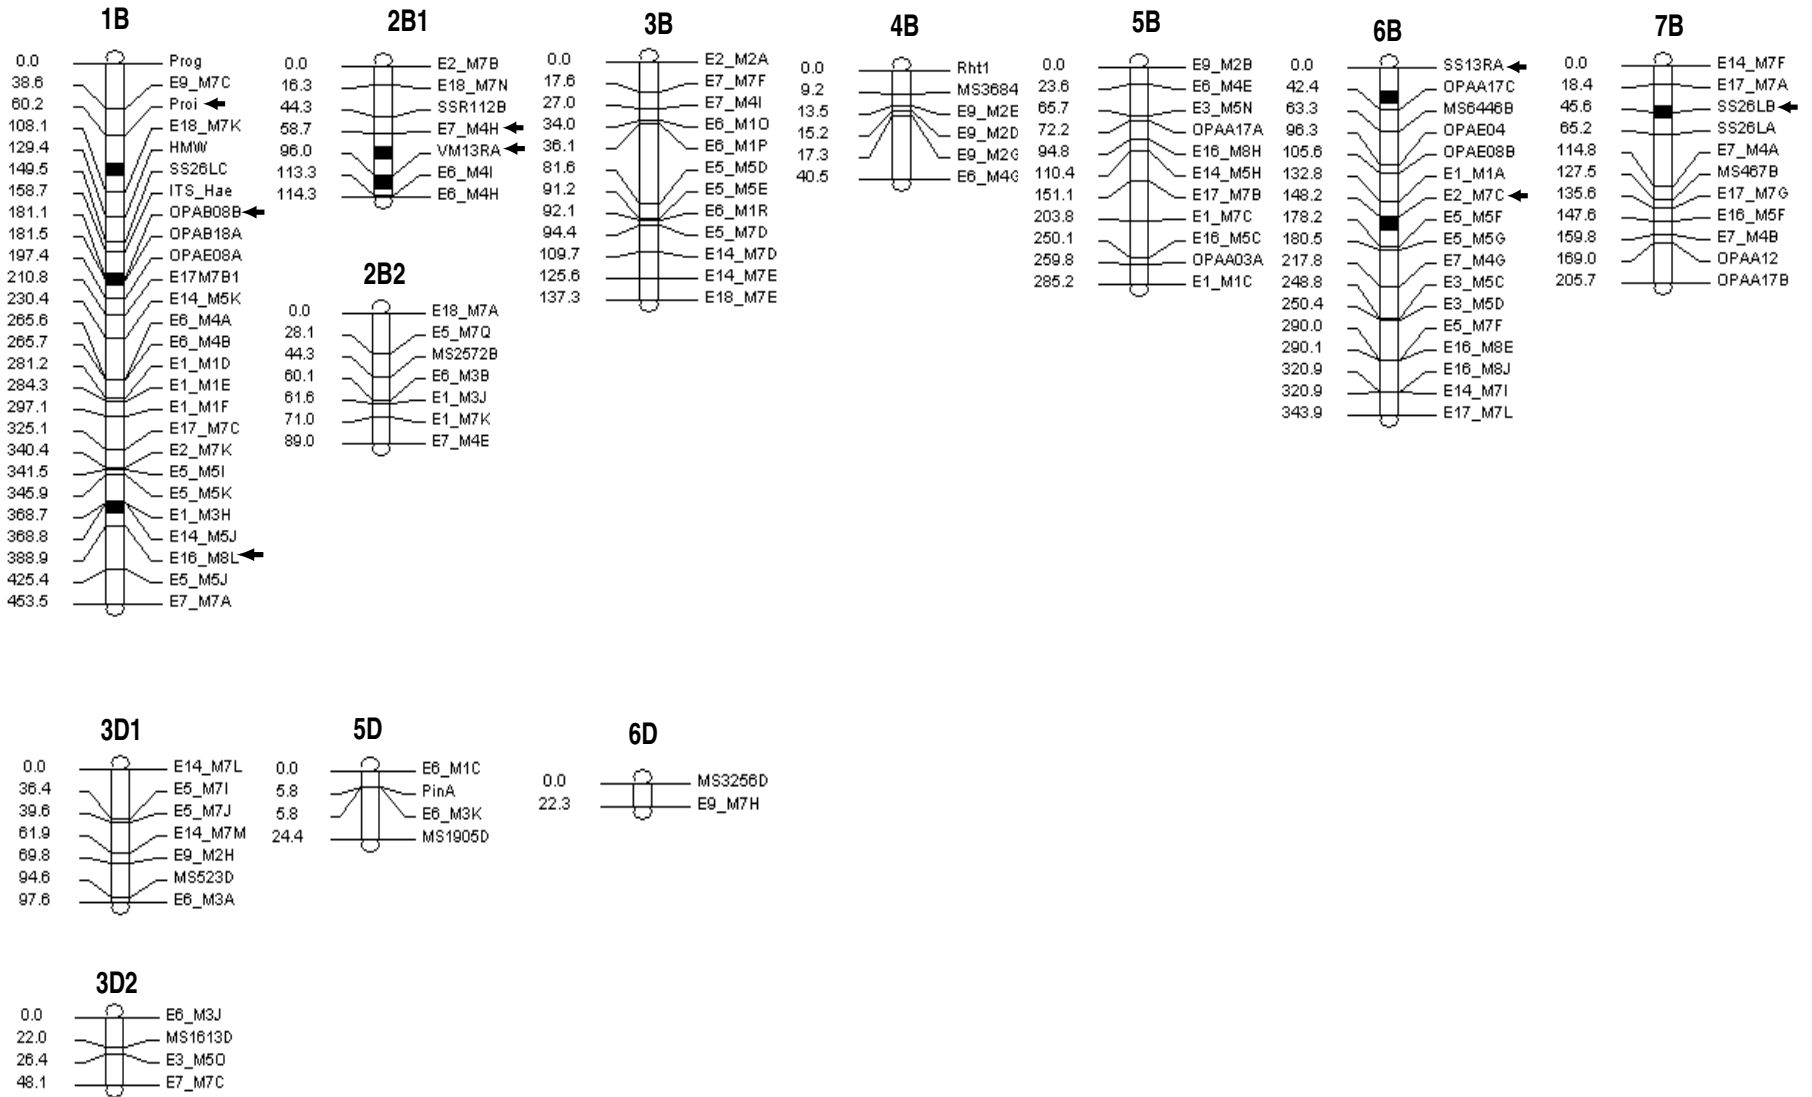 1B
0.0 Prog
38.6 E9_M7C
60.2 Proi
108.1 E18_M7K
129.4 HMW
149.5 SS26LC
158.7 ITS_Hae
181.1 OPAB08B
181.5 OPAB18A
197.4 OPAE08A
210.8 E17M7B1
230.4 E14_M5K
265.6 E6_M4A
265.7 E6_M4B
281.2 E1_M1D
284.3 E1_M1E
297.1 E1_M1F
325.1 E17_M7C
340.4 E2_M7K
341.5 E5_M5I
345.9 E5_M5K
368.7 E1_M3H
368.8 E14_M5J
388.9 E16_M8L
425.4 E5_M5J
453.5 E7_M7A
2B1
0.0 E2_M7B
16.3 E18_M7N
44.3 SSR112B
58.7 E7_M4H
96.0 VM13RA
113.3 E6_M4I
114.3 E6_M4H
2B2
0.0 E18_M7A
28.1 E5_M7Q
44.3 MS2572B
60.1 E6_M3B
61.6 E1_M3J
71.0 E1_M7K
89.0 E7_M4E
3B
0.0 E2_M2A
17.6 E7_M7F
27.0 E7_M4I
34.0 E6_M1O
36.1 E6_M1P
81.6 E5_M5D
91.2 E5_M5E
92.1 E6_M1R
94.4 E5_M7D
109.7 E14_M7D
125.6 E14_M7E
137.3 E18_M7E
4B
0.0 Rht1
9.2 MS3684
13.5 E9_M2E
15.2 E9_M2D
17.3 E9_M2G
40.5 E6_M4G
5B
0.0 E9_M2B
23.6 E6_M4E
65.7 E3_M5N
72.2 OPAA17A
94.8 E16_M8H
110.4 E14_M5H
151.1 E17_M7B
203.8 E1_M7C
250.1 E16_M5C
259.8 OPAA03A
285.2 E1_M1C
6B
0.0 SS13RA
42.4 OPAA17C
63.3 MS6446B
96.3 OPAE04
105.6 OPAE08B
132.8 E1_M1A
148.2 E2_M7C
178.2 E5_M5F
180.5 E5_M5G
217.8 E7_M4G
248.8 E3_M5C
250.4 E3_M5D
290.0 E5_M7F
290.1 E16_M8E
320.9 E16_M8J
320.9 E14_M7I
343.9 E17_M7L
7B
0.0 E14_M7F
18.4 E17_M7A
45.6 SS26LB
65.2 SS26LA
114.8 E7_M4A
127.5 MS467B
135.6 E17_M7G
147.6 E16_M5F
159.8 E7_M4B
169.0 OPAA12
205.7 OPAA17B
3D1
0.0 E14_M7L
36.4 E5_M7I
39.6 E5_M7J
61.9 E14_M7M
69.8 E9_M2H
94.6 MS523D
97.6 E6_M3A
5D
0.0 E6_M1C
5.8 PinA
5.8 E6_M3K
24.4 MS1905D
6D
0.0 MS3256D
22.3 E9_M7H
3D2
0.0 E6_M3J
22.0 MS1613D
26.4 E3_M5O
48.1 E7_M7C